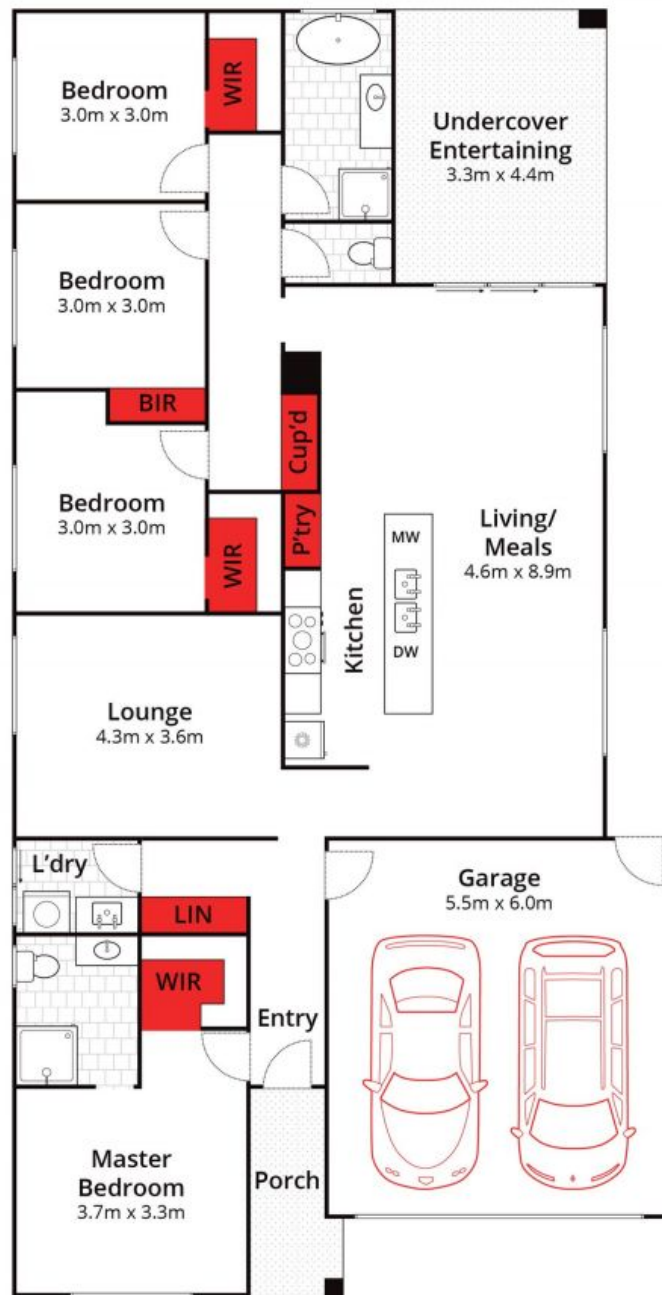 Bedroom
3.0m x 3.0m
WIR
Undercover
Entertaining
3.3m x 4.4m
Bedroom
3.0m x 3.0m
BIR
Cup'd
Bedroom
3.0m x 3.0m
WIR
P'try
Kitchen
MW
DW
Living/
Meals
4.6m x 8.9m
Lounge
4.3m x 3.6m
L'dry
LIN
Garage
5.5m x 6.0m
WIR
Entry
Master
Bedroom
3.7m x 3.3m
Porch